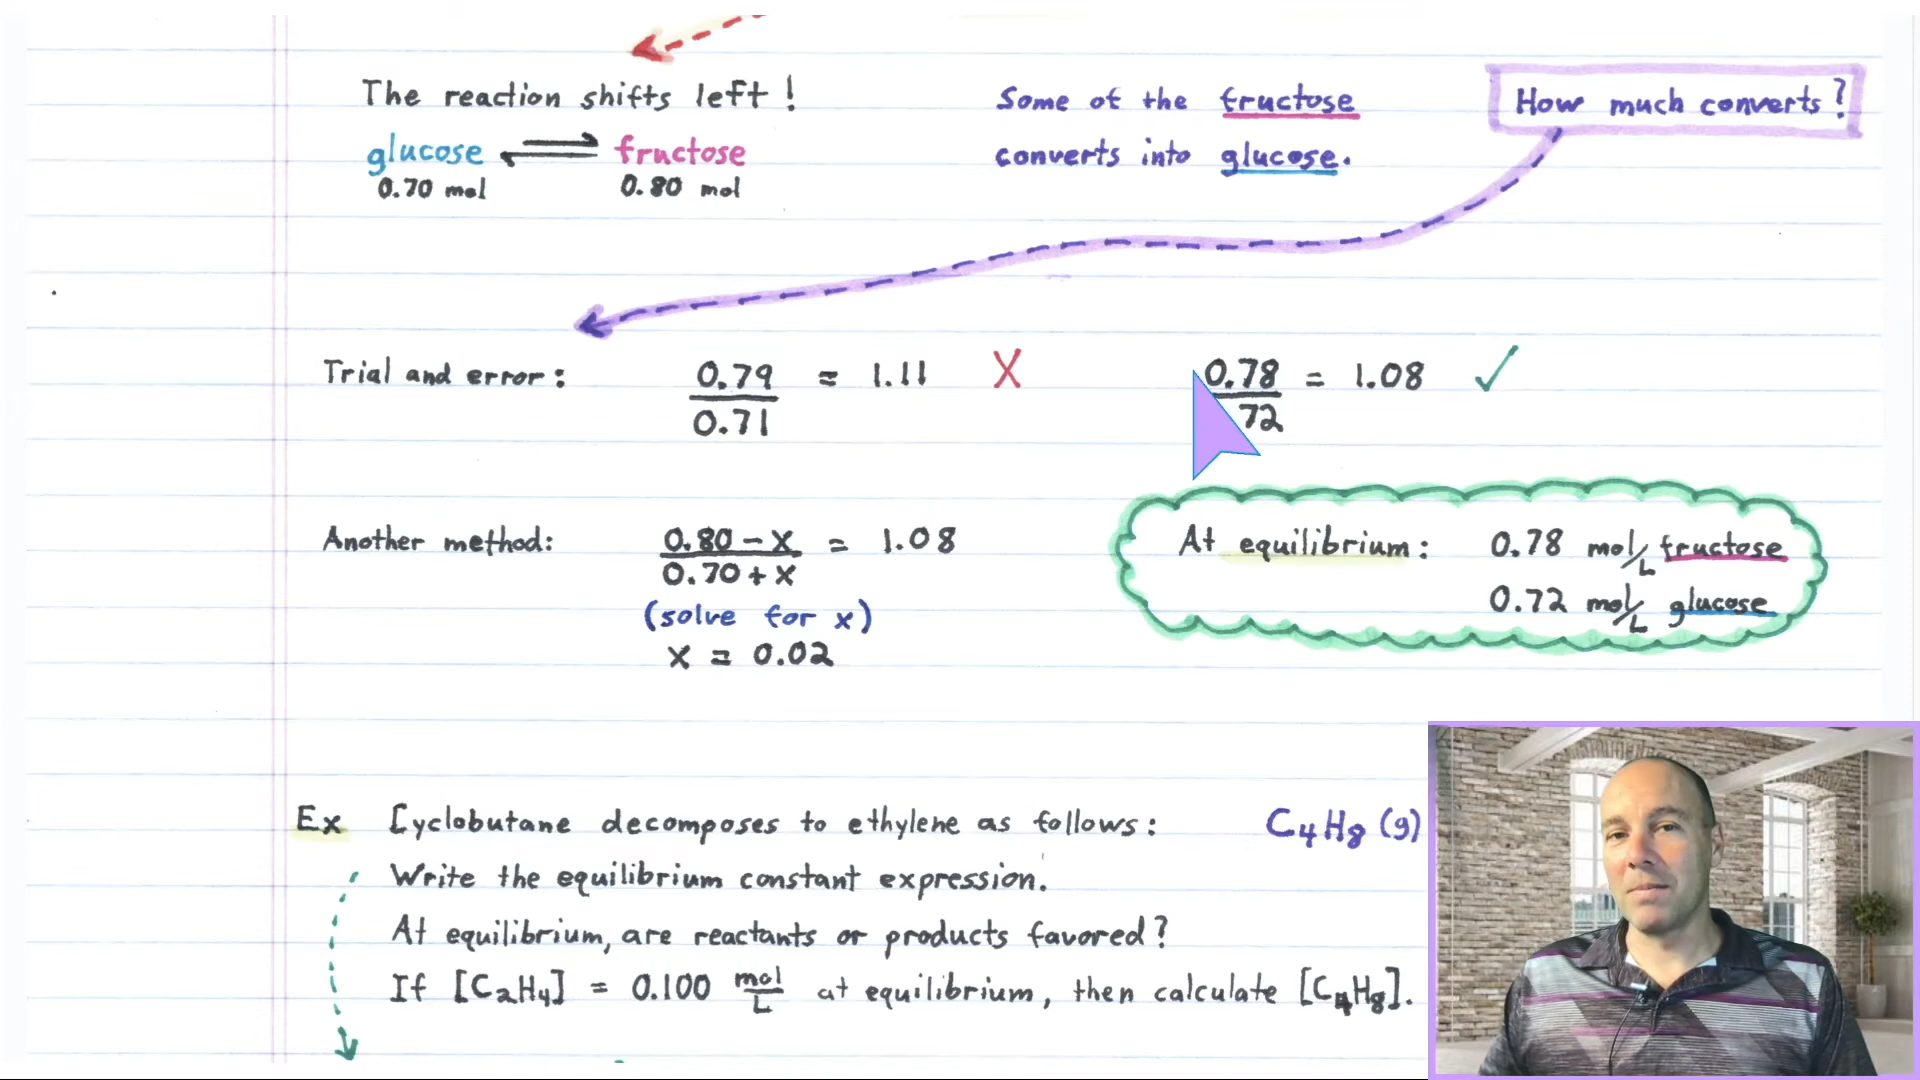 The reaction shifts left!
glucose ⇌ fructose
0.70 mol 0.80 mol
Some of the fructose
converts into glucose.
How much converts?
Trial and error: 0.79 / 0.71 = 1.11 X 0.78 / 72 = 1.08 ✓
Another method: 0.80 - x / 0.70 + x = 1.08
(solve for x)
x = 0.02
At equilibrium: 0.78 mol/L fructose
0.72 mol/L glucose
Ex Cyclobutane decomposes to ethylene as follows: C₄H₈ (g)
Write the equilibrium constant expression.
At equilibrium, are reactants or products favored?
If [C₂H₄] = 0.100 mol/L at equilibrium, then calculate [C₄H₈].